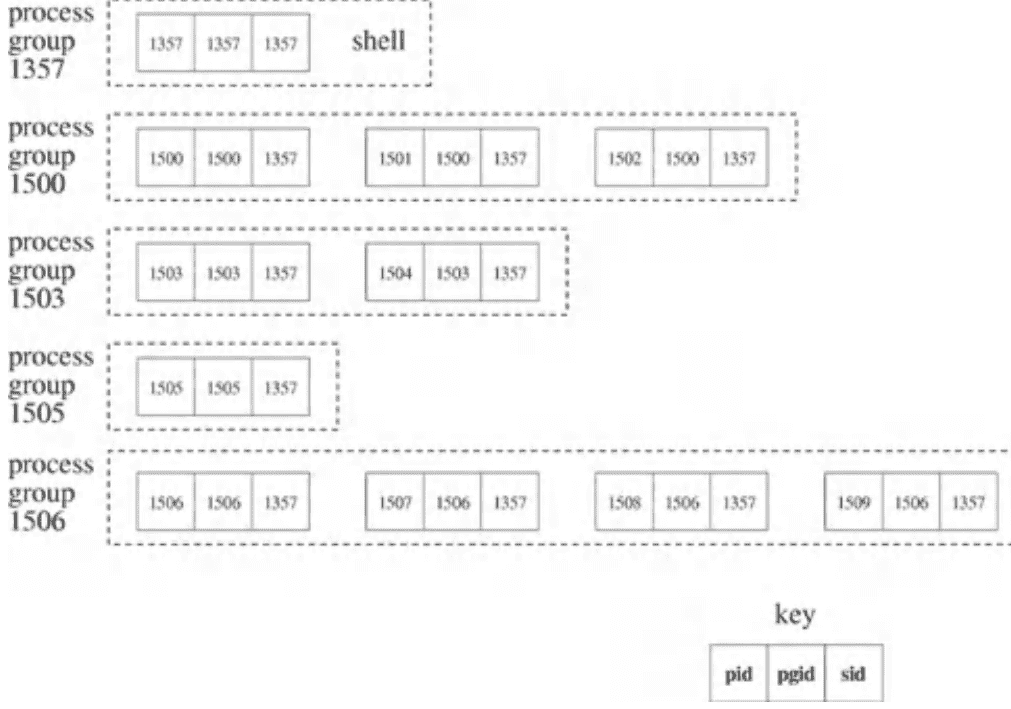 process
group
1357
1357 1357 1357 shell
process
group
1500
1500 1500 1357 1501 1500 1357 1502 1500 1357
process
group
1503
1503 1503 1357 1504 1503 1357
process
group
1505
1505 1505 1357
process
group
1506
1506 1506 1357 1507 1506 1357 1508 1506 1357 1509 1506 1357
key
pid pgid sid